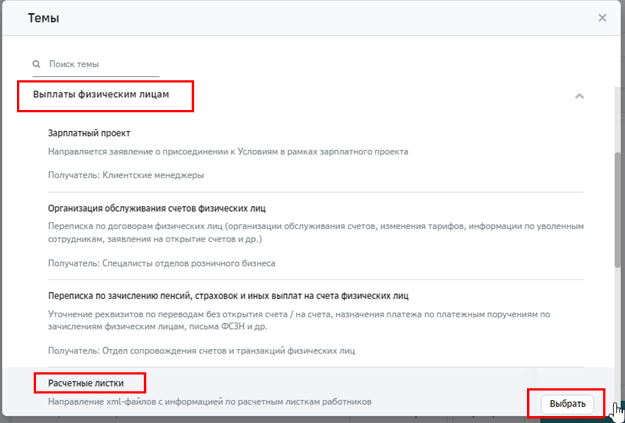 Темы
Поиск темы
Выплаты физическим лицам
Зарплатный проект
Направляется заявление о присоединении к Условиям в рамках зарплатного проекта
Получатель: Клиентские менеджеры
Организация обслуживания счетов физических лиц
Переписка по договорам физических лиц (организации обслуживания счетов, изменения тарифов, информации по уволенным
сотрудникам, заявления на открытие счетов и др.)
Получатель: Специалисты отделов розничного бизнеса
Переписка по зачислению пенсий, страховок и иных выплат на счета физических лиц
Уточнение реквизитов по переводам без открытия счета / на счета, назначения платежа по платежным поручениям по
зачислениям физическим лицам, письма ФСЗН и др.
Получатель: Отдел сопровождения счетов и транзакций физических лиц
Расчетные листки
Направление xml-файлов с информацией по расчетным листкам работников
Выбрать